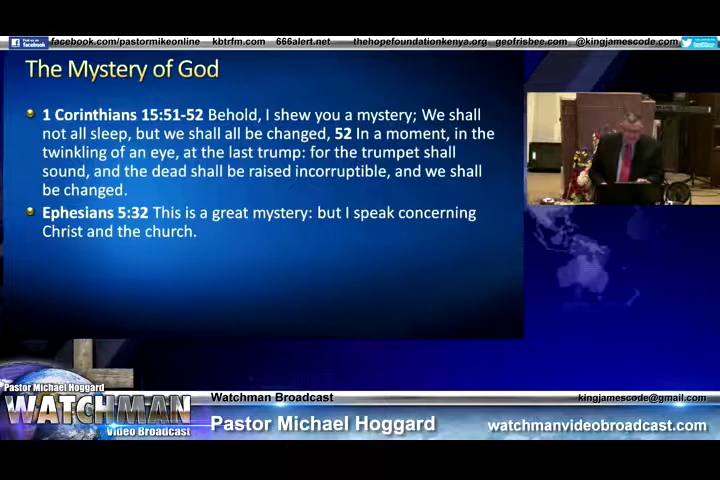 Find us on facebook facebook.com/pastormikeonline kbtrfm.com 666alert.net thehopefoundationkenya.org geofrisbee.com @kingjamescode.com twitter
The Mystery of God
1 Corinthians 15:51-52 Behold, I shew you a mystery; We shall
not all sleep, but we shall all be changed, 52 In a moment, in the
twinkling of an eye, at the last trump: for the trumpet shall
sound, and the dead shall be raised incorruptible, and we shall
be changed.
Ephesians 5:32 This is a great mystery: but I speak concerning
Christ and the church.
Pastor Michael Hoggard
WATCHMAN
Video Broadcast
Watchman Broadcast
kingjamescode@gmail.com
Pastor Michael Hoggard
watchmanvideobroadcast.com